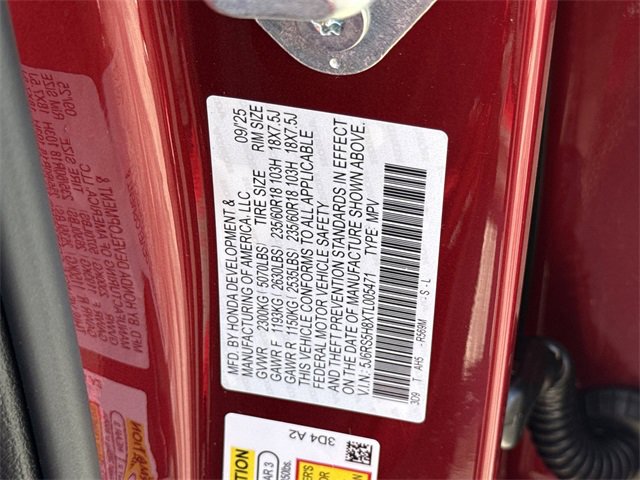 MFD. BY HONDA DEVELOPMENT & 09/25
MANUFACTURING OF AMERICA, LLC.
TIRE SIZE RIM SIZE
GVWR 2300KG( 5070LBS)
GAWR F 1193KG( 2630LBS) 235/60R18 103H 18X7.5J
GAWR R 1150KG( 2535LBS) 235/60R18 103H 18X7.5J
THIS VEHICLE CONFORMS TO ALL APPLICABLE
FEDERAL MOTOR VEHICLE SAFETY
AND THEFT PREVENTION STANDARDS IN EFFECT
ON THE DATE OF MANUFACTURE SHOWN ABOVE.
V.I.N: 5J6RS5H8XTL005471 TYPE: MPV
309 T AH5 - R569M - S - L
3D4 A2